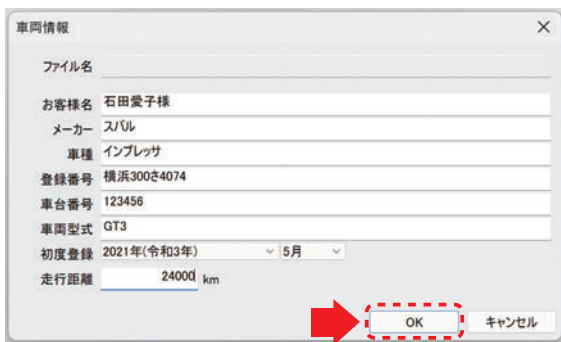 車両情報
ファイル名
お客様名 石田愛子様
メーカー スバル
車種 インプレッサ
登録番号 横浜300さ4074
車台番号 123456
車両型式 GT3
初度登録 2021年(令和3年) 5月
走行距離 24000 km
OK キャンセル